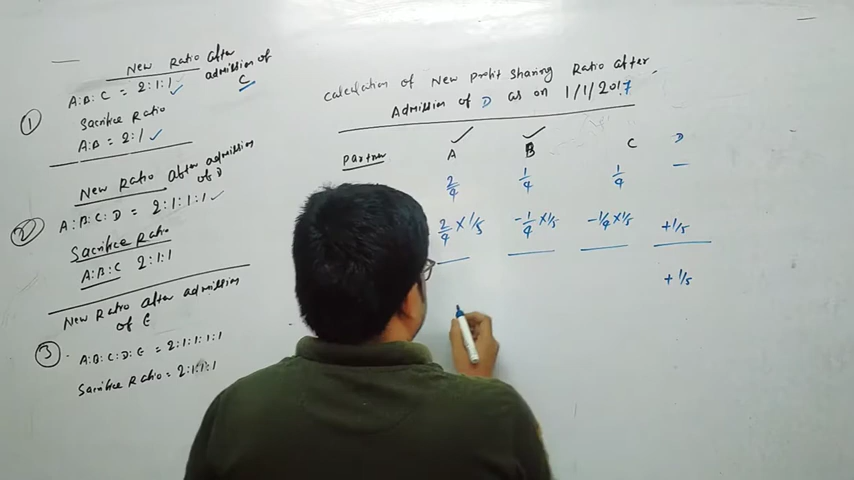 New Ratio after
admission of
C
A:B:C = 2:1:1
1
Sacrifice Ratio
A:B = 2:1
New Ratio after admission
of D
2
A:B:C:D = 2:1:1:1
Sacrifice Ratio
A:B:C 2:1:1
New Ratio after admission
of E
3
A:B:C:D:E = 2:1:1:1:1
Sacrifice Ratio = 2:1:1:1
Calculation of New profit sharing Ratio after
Admission of D as on 1/1/2017
Partner A B C D
2/4 1/4 1/4 —
2/4 × 1/5 -1/4 × 1/5 -1/4 × 1/5 +1/5
+1/5